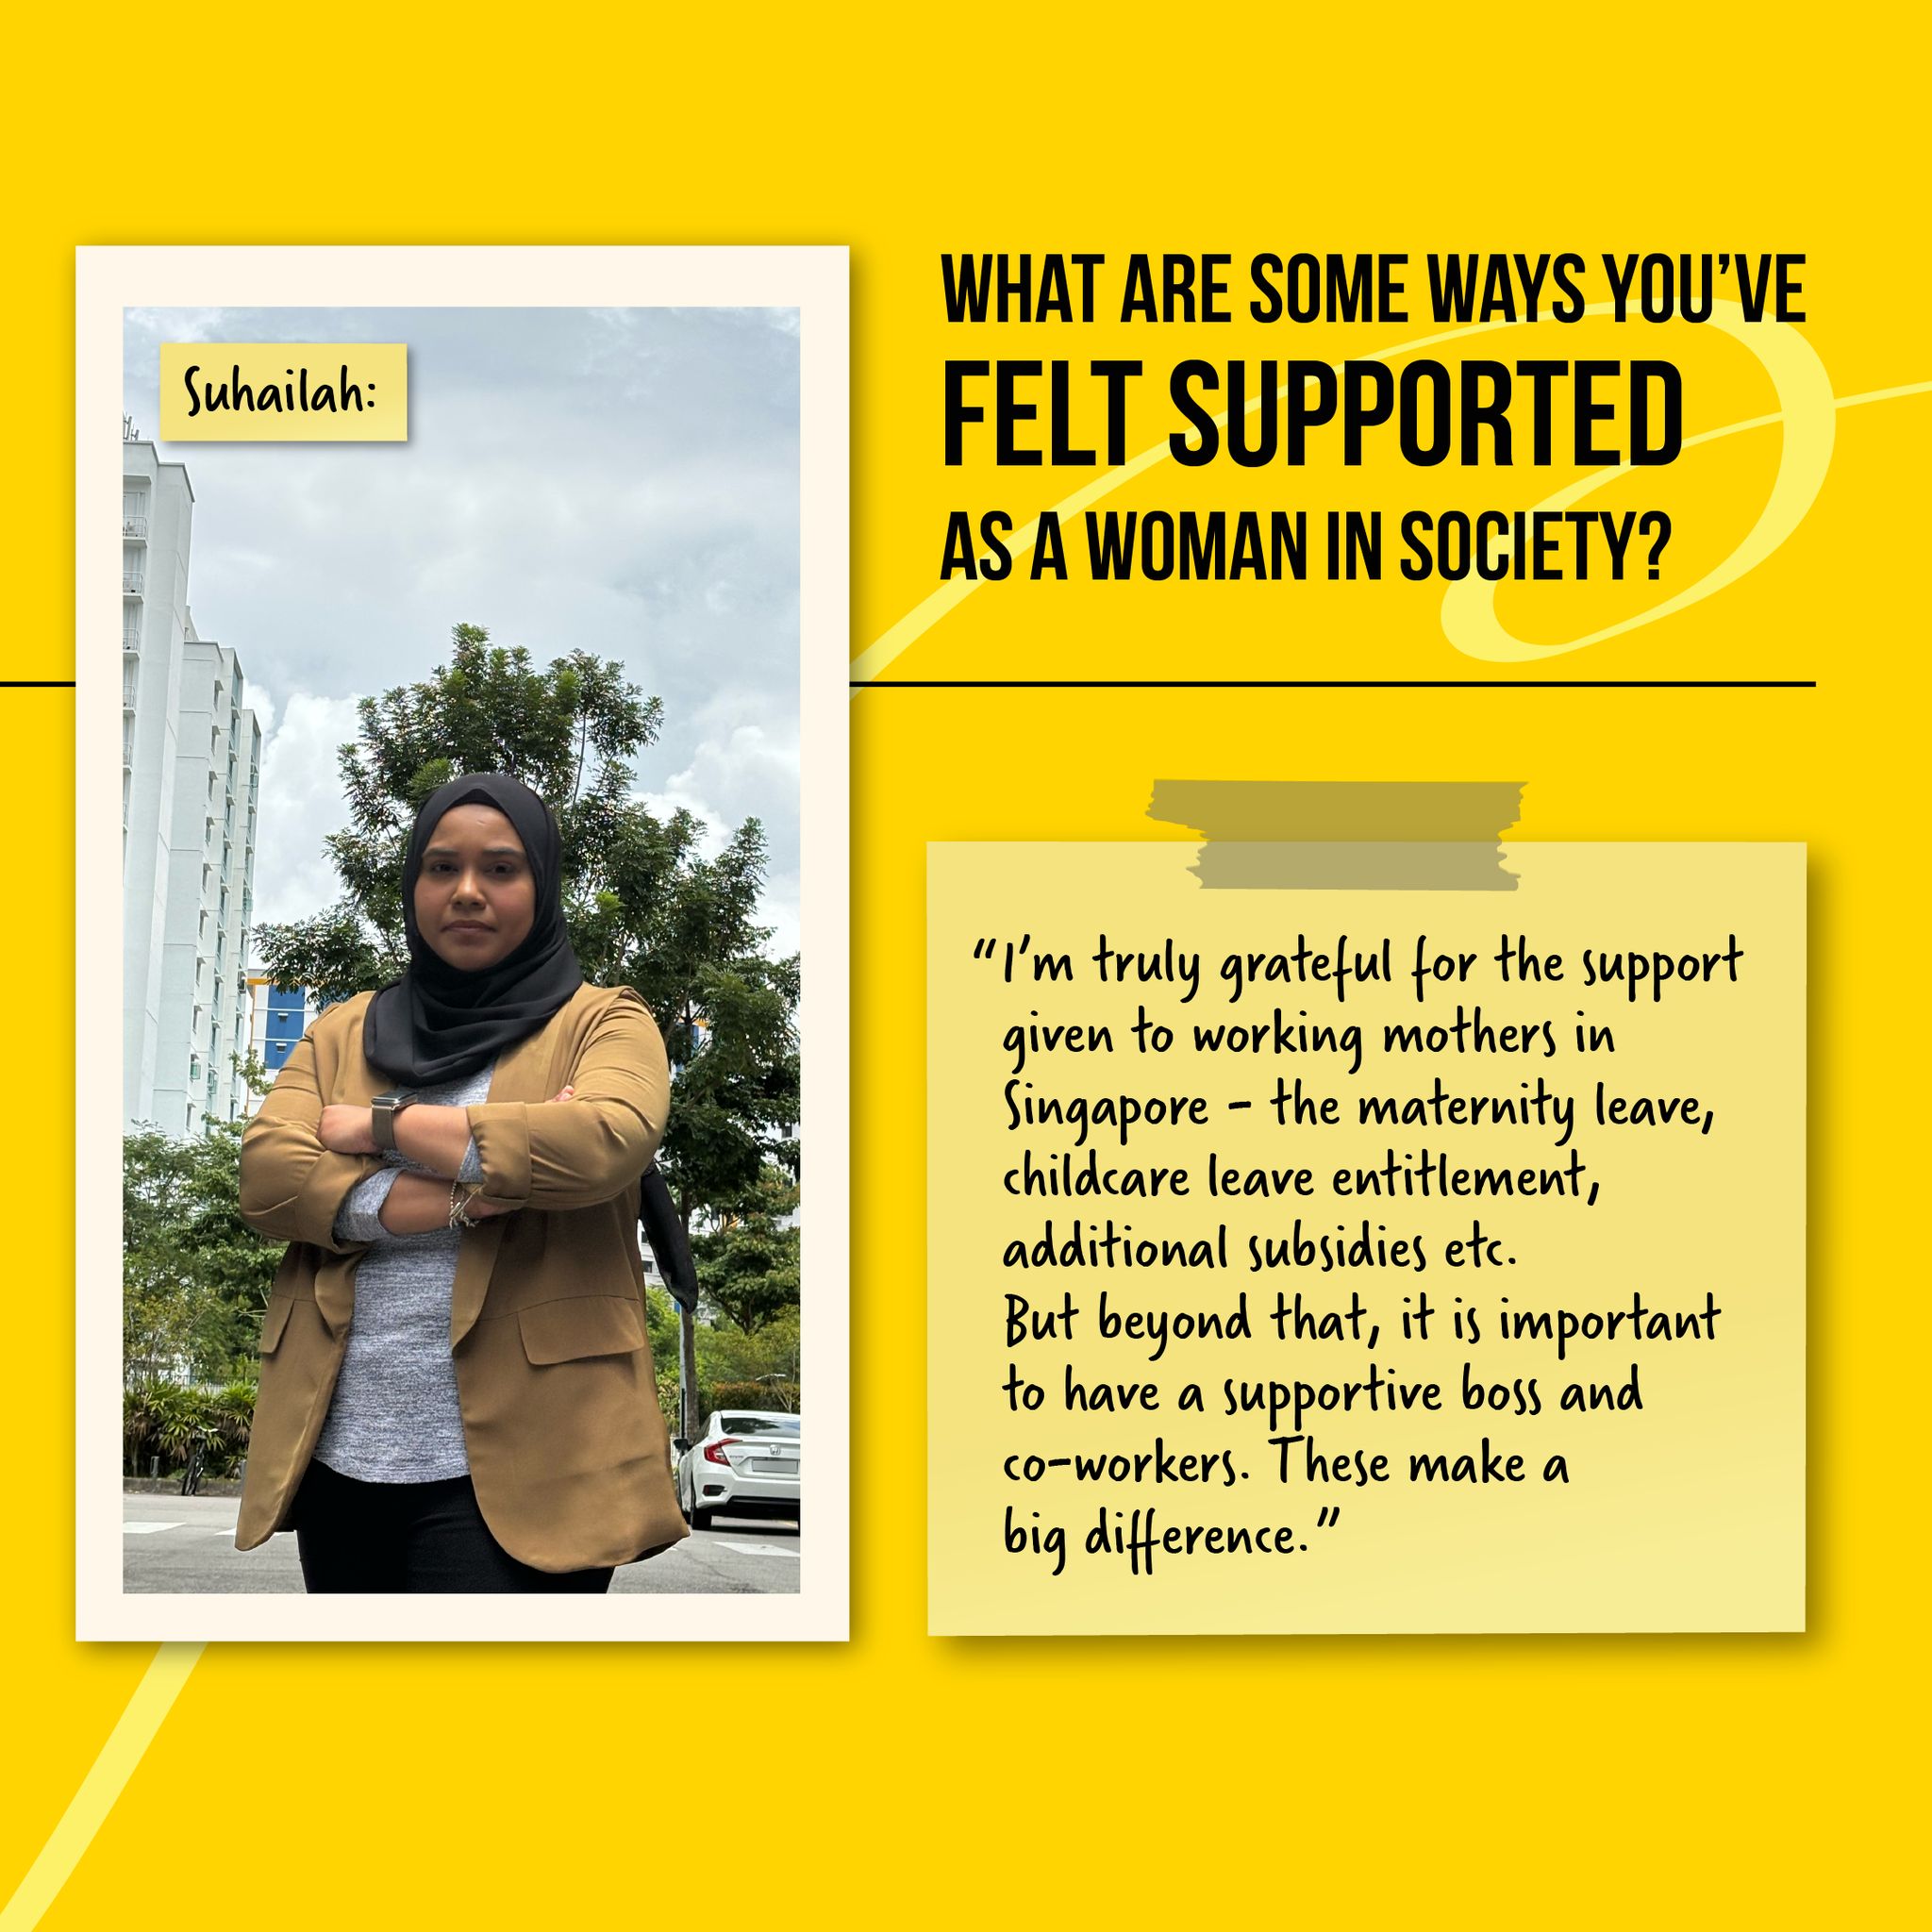 Suhailah:
WHAT ARE SOME WAYS YOU’VE
FELT SUPPORTED
AS A WOMAN IN SOCIETY?
“I’m truly grateful for the support
given to working mothers in
Singapore - the maternity leave,
childcare leave entitlement,
additional subsidies etc.
But beyond that, it is important
to have a supportive boss and
co-workers. These make a
big difference.”